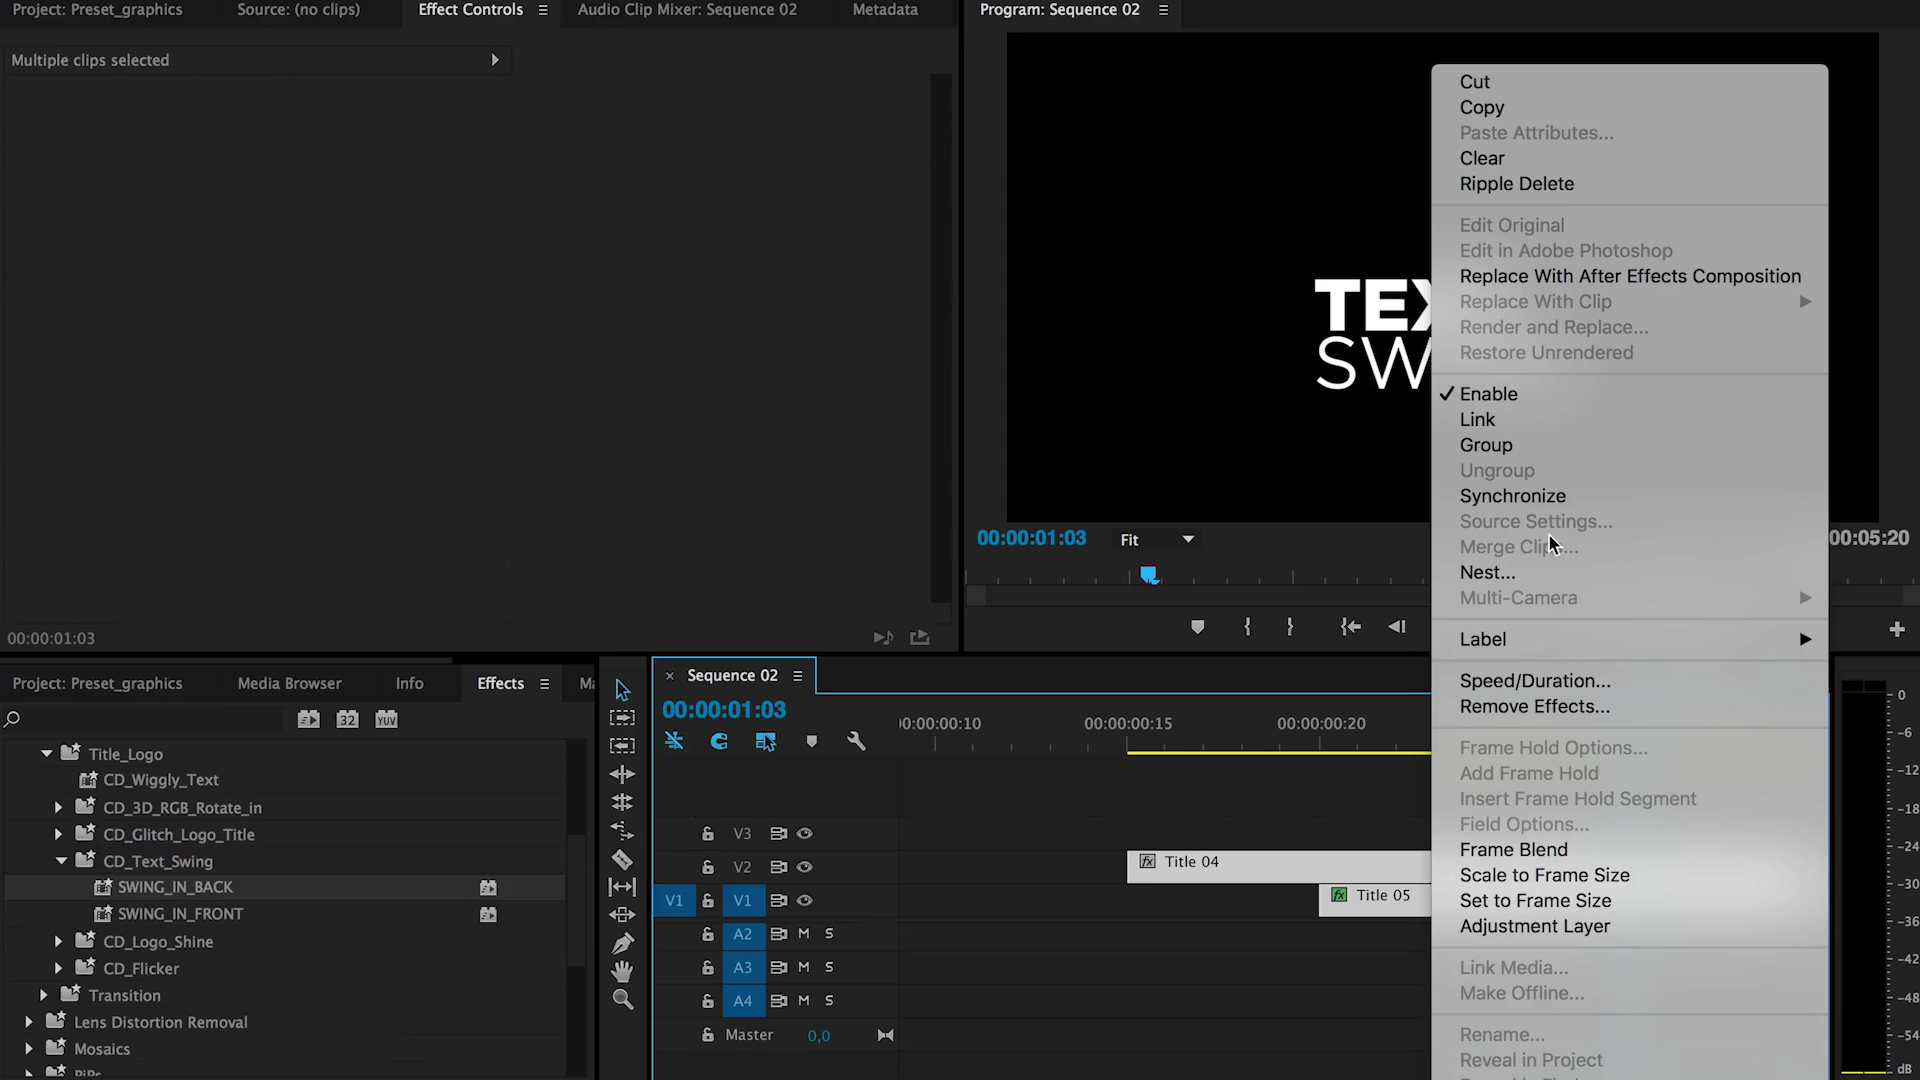 Project: Preset_graphics
Source: (no clips)
Effect Controls
Audio Clip Mixer: Sequence 02
Metadata
Program: Sequence 02
Multiple clips selected
TEX
SW
00:00:01:03
Fit
00:05:20
00:00:01:03
Cut
Copy
Paste Attributes...
Clear
Ripple Delete
Edit Original
Edit in Adobe Photoshop
Replace With After Effects Composition
Replace With Clip
Render and Replace...
Restore Unrendered
Enable
Link
Group
Ungroup
Synchronize
Source Settings...
Merge Clip...
Nest...
Multi-Camera
Label
Speed/Duration...
Remove Effects...
Frame Hold Options...
Add Frame Hold
Insert Frame Hold Segment
Field Options...
Frame Blend
Scale to Frame Size
Set to Frame Size
Adjustment Layer
Link Media...
Make Offline...
Rename...
Reveal in Project
Project: Preset_graphics
Media Browser
Info
Effects
Ma
32
YUV
Title_Logo
CD_Wiggly_Text
CD_3D_RGB_Rotate_in
CD_Glitch_Logo_Title
CD_Text_Swing
SWING_IN_BACK
SWING_IN_FRONT
CD_Logo_Shine
CD_Flicker
Transition
Lens Distortion Removal
Mosaics
PiPs
Sequence 02
00:00:01:03
00:00:00:10
00:00:00:15
00:00:00:20
V3
V2
fx Title 04
V1
V1
fx Title 05
A2 M S
A3 M S
A4 M S
Master 0,0
0
-6
-12
-18
-24
-30
-36
-42
-48
-54
dB